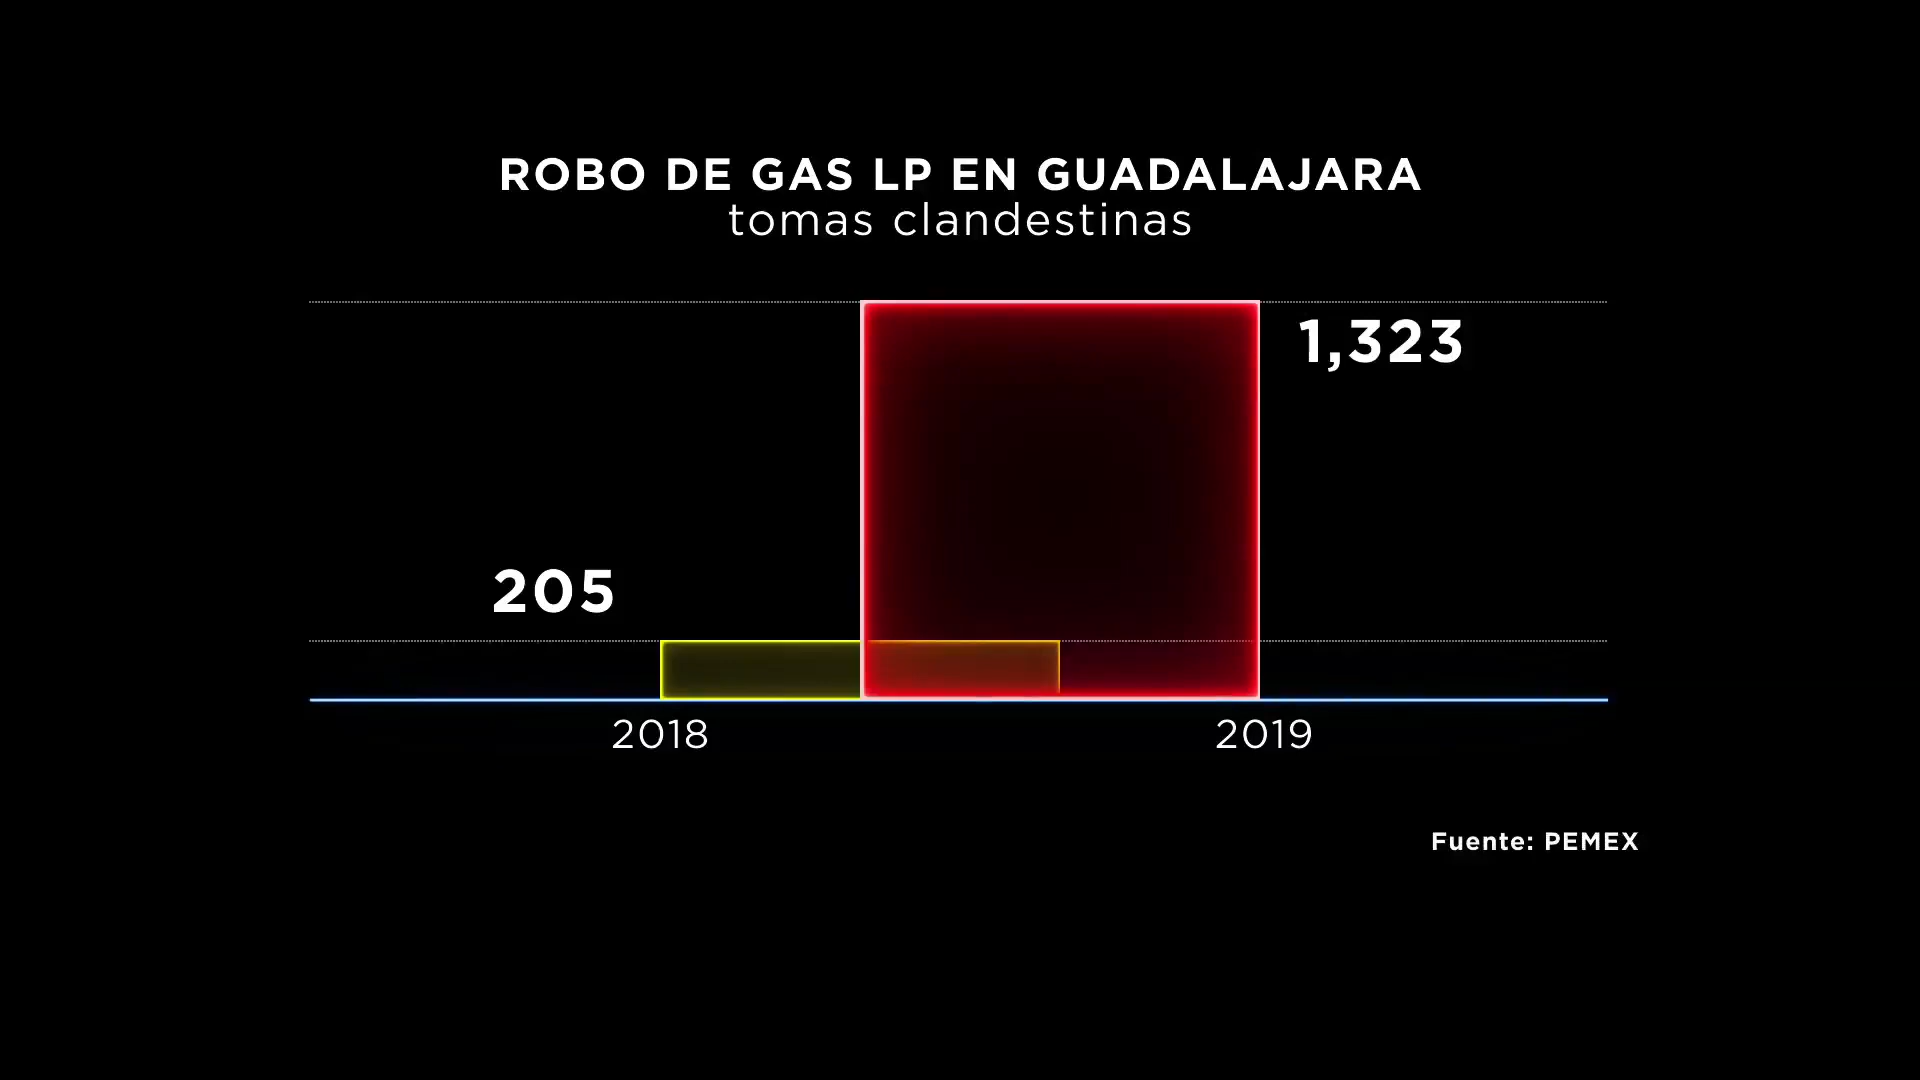 ROBO DE GAS LP EN GUADALAJARA
tomas clandestinas
1,323
205
2018
2019
Fuente: PEMEX